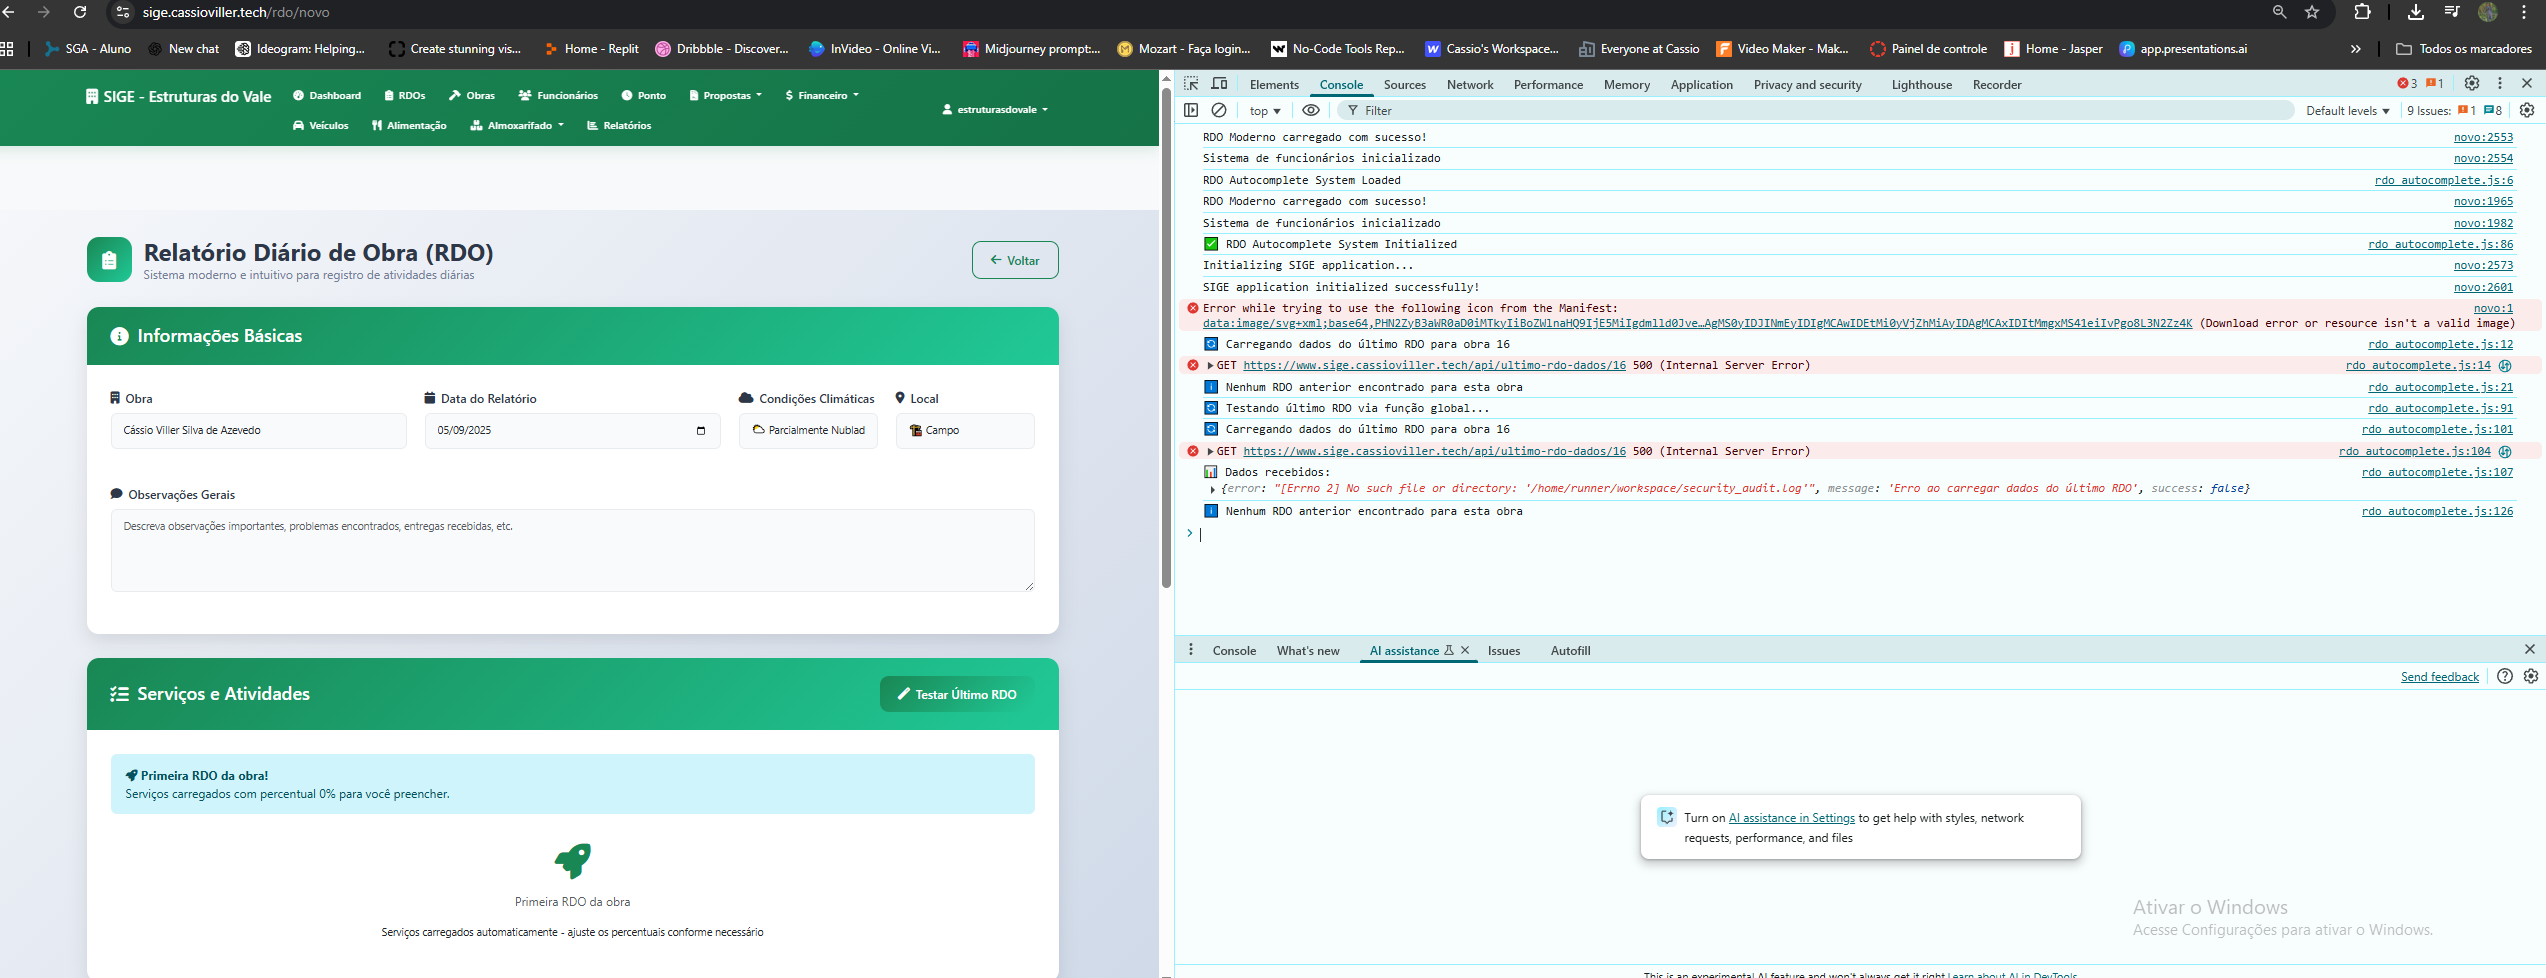 sige.cassioviller.tech/rdo/novo
SGA - Aluno
New chat
Ideogram: Helping...
Create stunning vis...
Home - Replit
Dribbble - Discover...
InVideo - Online Vi...
Midjourney prompt:...
Mozart - Faça login...
No-Code Tools Rep...
Cassio's Workspace...
Everyone at Cassio
Video Maker - Mak...
Painel de controle
Home - Jasper
app.presentations.ai
Todos os marcadores
SIGE - Estruturas do Vale
Dashboard
RDOs
Obras
Funcionários
Ponto
Propostas
Financeiro
Veículos
Alimentação
Almoxarifado
Relatórios
estruturasdovale
Relatório Diário de Obra (RDO)
Sistema moderno e intuitivo para registro de atividades diárias
Voltar
Informações Básicas
Obra
Data do Relatório
Condições Climáticas
Local
Cássio Viller Silva de Azevedo
05/09/2025
Parcialmente Nublad
Campo
Observações Gerais
Descreva observações importantes, problemas encontrados, entregas recebidas, etc.
Serviços e Atividades
Testar Último RDO
Primeira RDO da obra!
Serviços carregados com percentual 0% para você preencher.
Primeira RDO da obra
Serviços carregados automaticamente - ajuste os percentuais conforme necessário
Elements
Console
Sources
Network
Performance
Memory
Application
Privacy and security
Lighthouse
Recorder
3
1
top
Filter
Default levels
9 Issues: 1 8
RDO Moderno carregado com sucesso! novo:2553
Sistema de funcionários inicializado novo:2554
RDO Autocomplete System Loaded rdo_autocomplete.js:6
RDO Moderno carregado com sucesso! novo:1965
Sistema de funcionários inicializado novo:1982
✅ RDO Autocomplete System Initialized rdo_autocomplete.js:86
Initializing SIGE application... novo:2573
SIGE application initialized successfully! novo:2601
Error while trying to use the following icon from the Manifest: novo:1
data:image/svg+xml;base64,PHN2ZyB3aWR0aD0iMTkyIiBoZWlnaHQ9IjE5MiIgdmlld0Jve…AgMS0yIDJINmEyIDIgMCAwIDEtMi0yVjZhMiAyIDAgMCAxIDItMmgxMS41eiIvPgo8L3N2Zz4K (Download error or resource isn't a valid image)
Carregando dados do último RDO para obra 16 rdo_autocomplete.js:12
GET https://www.sige.cassioviller.tech/api/ultimo-rdo-dados/16 500 (Internal Server Error) rdo_autocomplete.js:14
Nenhum RDO anterior encontrado para esta obra rdo_autocomplete.js:21
Testando último RDO via função global... rdo_autocomplete.js:91
Carregando dados do último RDO para obra 16 rdo_autocomplete.js:101
GET https://www.sige.cassioviller.tech/api/ultimo-rdo-dados/16 500 (Internal Server Error) rdo_autocomplete.js:104
Dados recebidos: rdo_autocomplete.js:107
{error: "[Errno 2] No such file or directory: '/home/runner/workspace/security_audit.log'", message: 'Erro ao carregar dados do último RDO', success: false}
Nenhum RDO anterior encontrado para esta obra rdo_autocomplete.js:126
Console
What's new
AI assistance
Issues
Autofill
Send feedback
Turn on AI assistance in Settings to get help with styles, network
requests, performance, and files
Ativar o Windows
Acesse Configurações para ativar o Windows.
This is an experimental AI feature and won't always get it right Learn about AI in DevTools